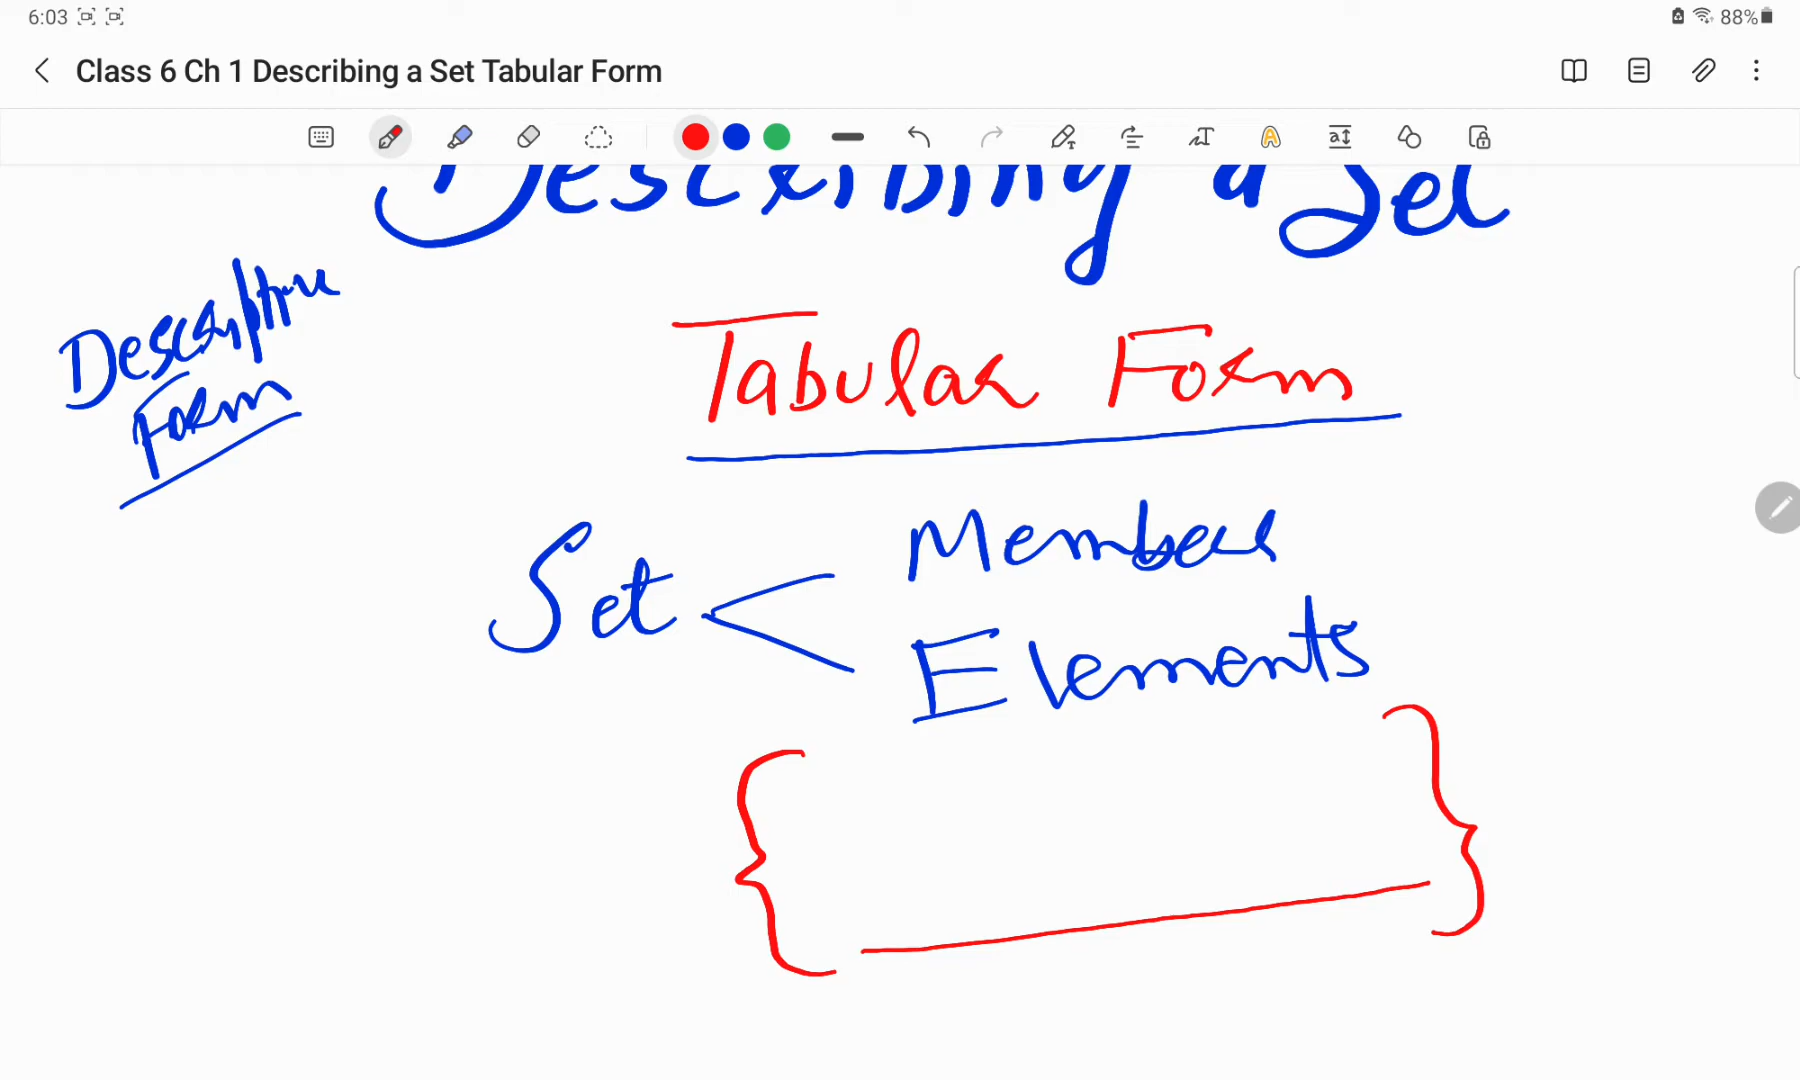 6:03 88%
Class 6 Ch 1 Describing a Set Tabular Form
Describing a Set
Descriptive
Form
Tabular Form
Set
Members
Elements
{ }